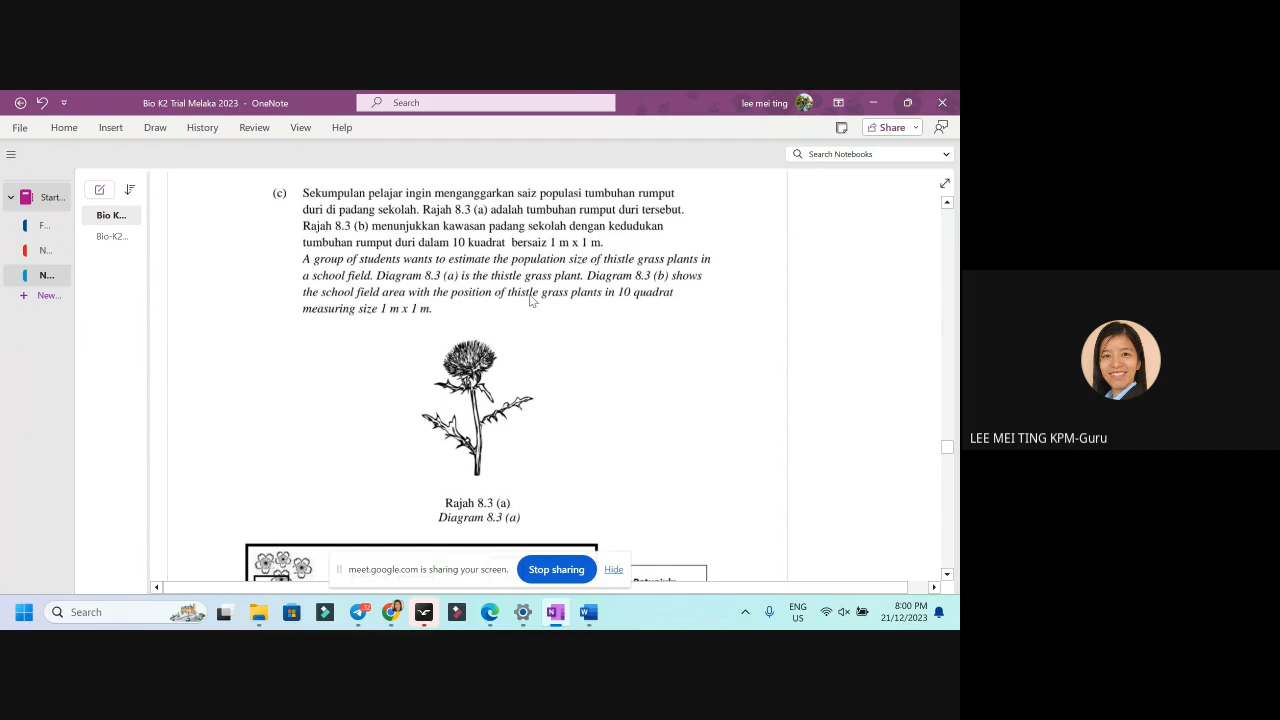 Bio K2 Trial Melaka 2023 - OneNote
Search
lee mei ting
File Home Insert Draw History Review View Help
Share
Search Notebooks
Start...
Bio K...
F...
Bio-K2...
N...
N...
New...
(c) Sekumpulan pelajar ingin menganggarkan saiz populasi tumbuhan rumput
duri di padang sekolah. Rajah 8.3 (a) adalah tumbuhan rumput duri tersebut.
Rajah 8.3 (b) menunjukkan kawasan padang sekolah dengan kedudukan
tumbuhan rumput duri dalam 10 kuadrat bersaiz 1 m x 1 m.
A group of students wants to estimate the population size of thistle grass plants in
a school field. Diagram 8.3 (a) is the thistle grass plant. Diagram 8.3 (b) shows
the school field area with the position of thistle grass plants in 10 quadrat
measuring size 1 m x 1 m.
Rajah 8.3 (a)
Diagram 8.3 (a)
meet.google.com is sharing your screen.
Stop sharing
Hide
LEE MEI TING KPM-Guru
Search
ENG
US
8:00 PM
21/12/2023